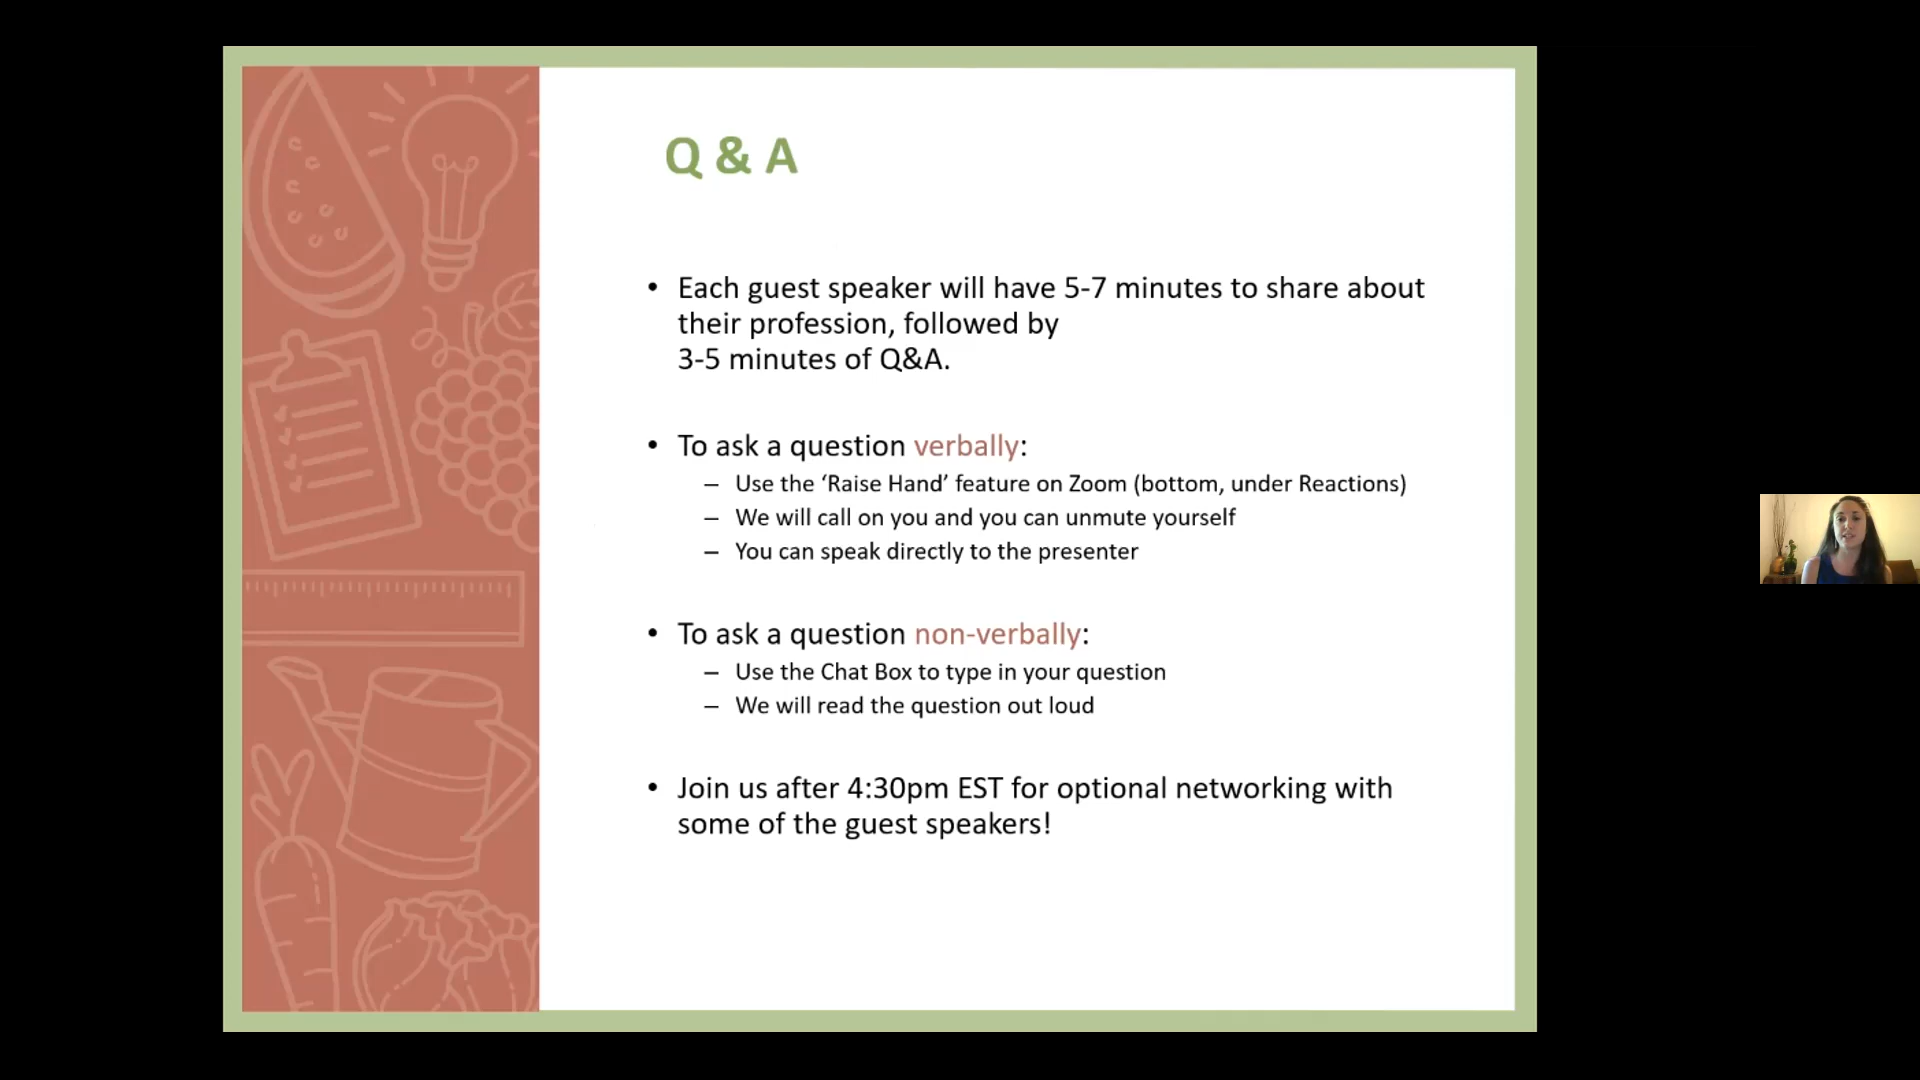 Q & A
• Each guest speaker will have 5-7 minutes to share about
their profession, followed by
3-5 minutes of Q&A.
• To ask a question verbally:
– Use the ‘Raise Hand’ feature on Zoom (bottom, under Reactions)
– We will call on you and you can unmute yourself
– You can speak directly to the presenter
• To ask a question non-verbally:
– Use the Chat Box to type in your question
– We will read the question out loud
• Join us after 4:30pm EST for optional networking with
some of the guest speakers!